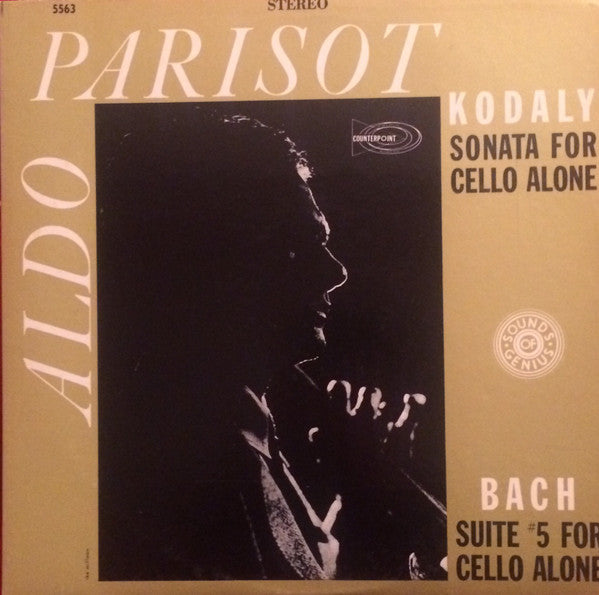 5563
STEREO
ALDO
PARISOT
COUNTERPOINT
KODALY
SONATA FOR
CELLO ALONE
SOUNDS
OF
GENIUS
BACH
SUITE #5 FOR
CELLO ALONE